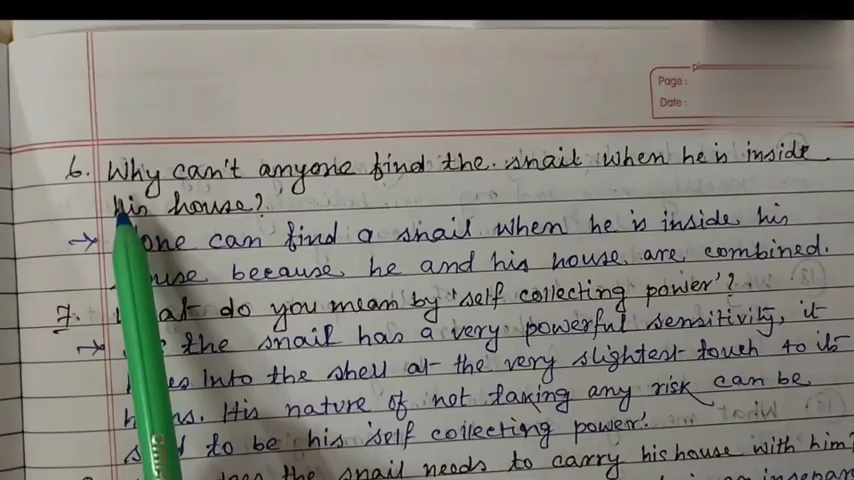 Page:
Date:
6. Why can't anyone find the snail when he is inside
his house?
→ one can find a snail when he is inside his
because he and his house are combined.
7. do you mean by 'self collecting power'?
→ the snail has a very powerful sensitivity, it
into the shell at the very slightest touch to its
His nature of not taking any risk can be
to be his 'self collecting power'.
the snail needs to carry his house with him?